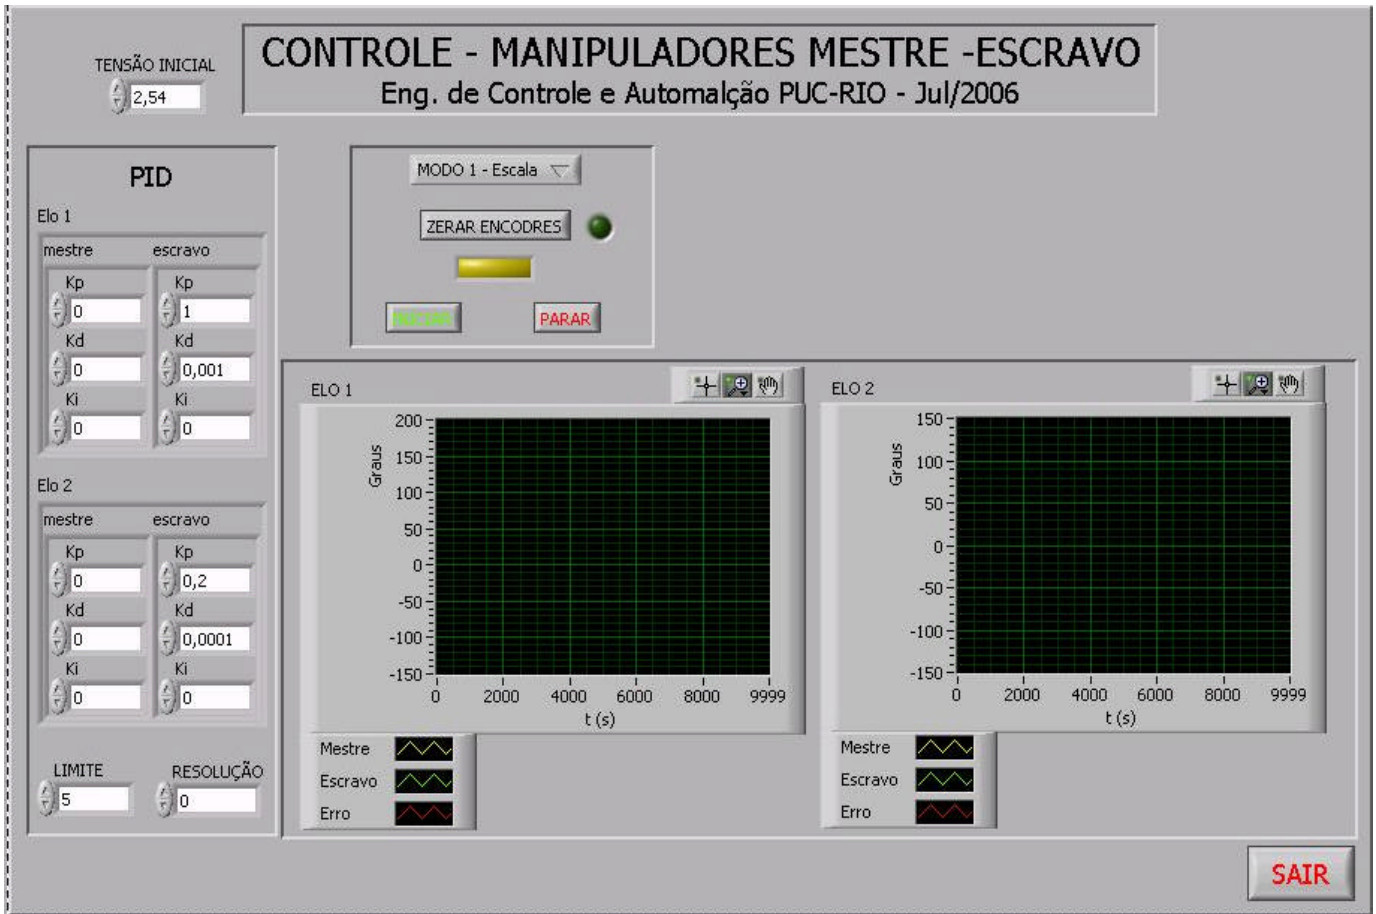 TENSÃO INICIAL
2,54
CONTROLE - MANIPULADORES MESTRE -ESCRAVO
Eng. de Controle e Automalção PUC-RIO - Jul/2006
PID
Elo 1
mestre escravo
Kp Kp
0 1
Kd Kd
0 0,001
Ki Ki
0 0
Elo 2
mestre escravo
Kp Kp
0 0,2
Kd Kd
0 0,0001
Ki Ki
0 0
LIMITE RESOLUÇÃO
5 0
MODO 1 - Escala
ZERAR ENCODRES
PARAR
ELO 1
Graus
200
150
100
50
0
-50
-100
-150
0 2000 4000 6000 8000 9999
t (s)
Mestre
Escravo
Erro
ELO 2
Graus
150
100
50
0
-50
-100
-150
0 2000 4000 6000 8000 9999
t (s)
Mestre
Escravo
Erro
SAIR